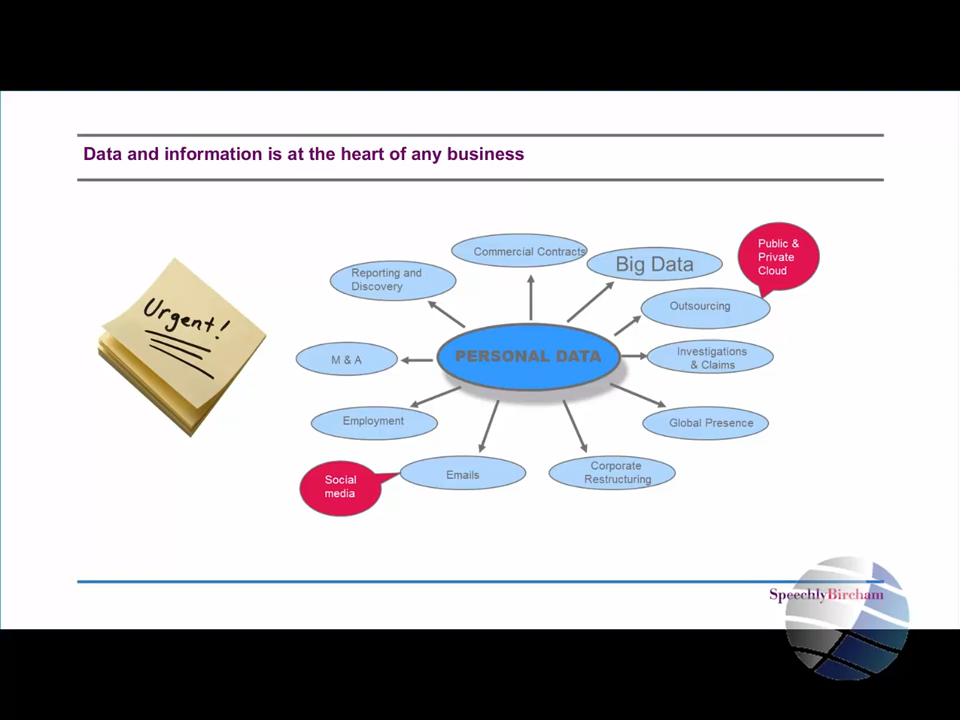 Data and information is at the heart of any business
Urgent!
Commercial Contracts
Big Data
Public &
Private
Cloud
Reporting and
Discovery
Outsourcing
PERSONAL DATA
M & A
Investigations
& Claims
Employment
Global Presence
Social
media
Emails
Corporate
Restructuring
SpeechlyBircham